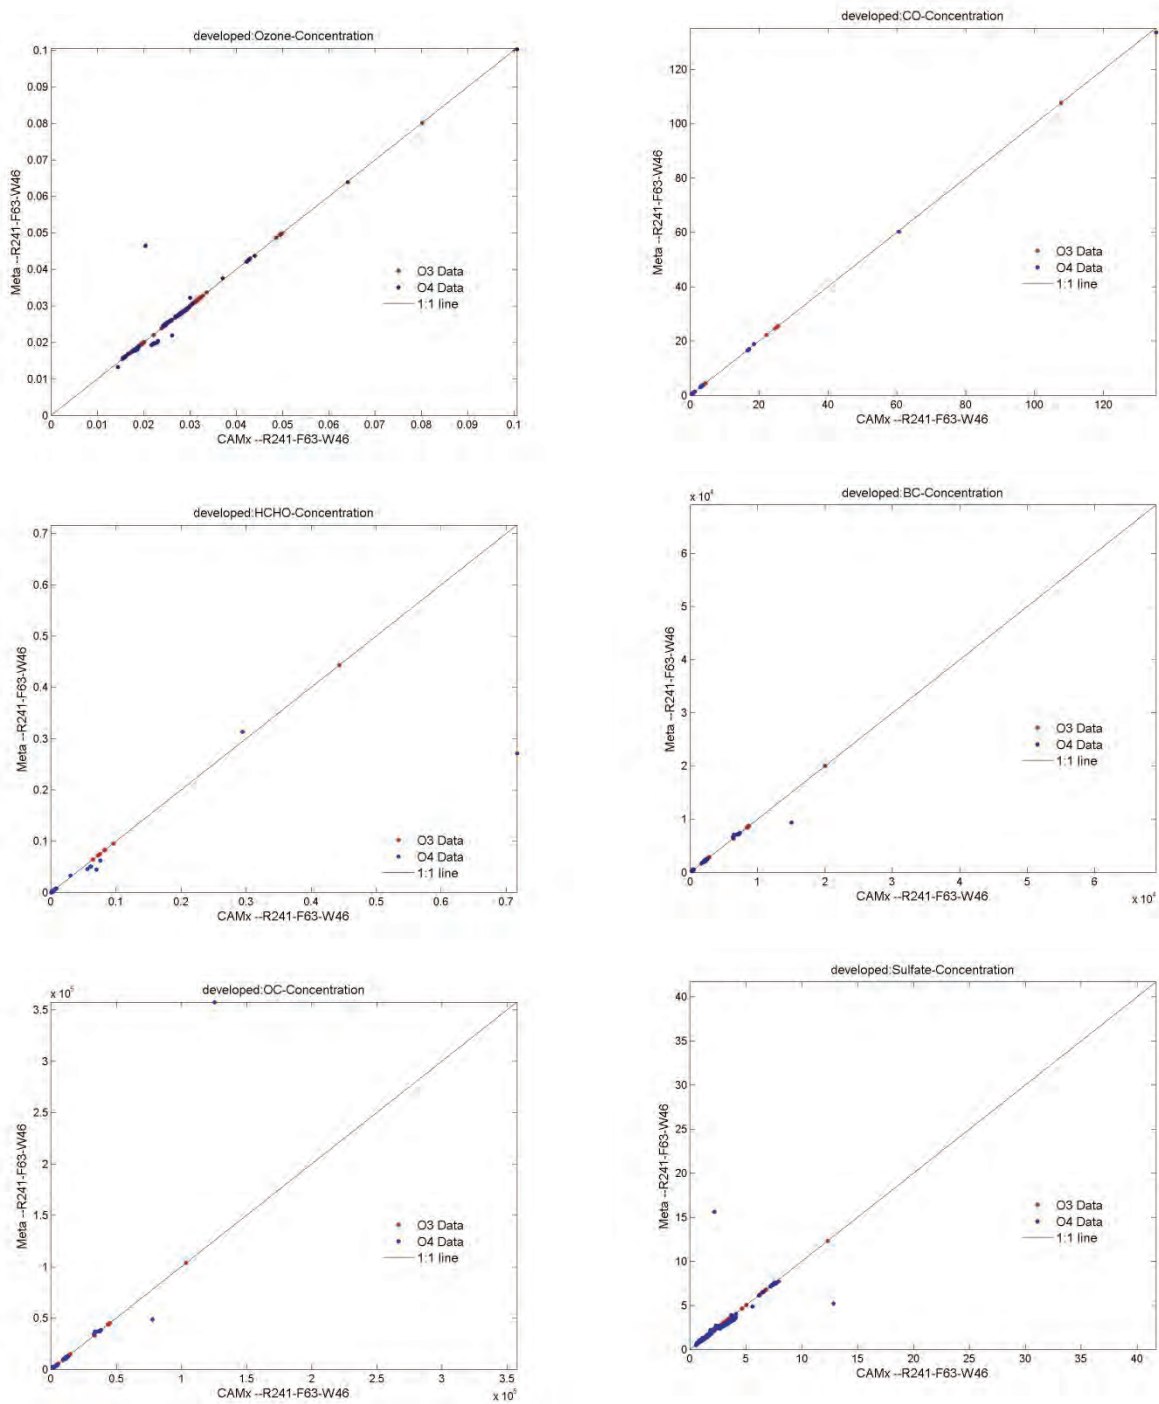 developed:Ozone-Concentration
0.1
0.09
0.08
0.07
0.06
0.05
0.04
0.03
0.02
0.01
0
Meta --R241-F63-W46
O3 Data
O4 Data
1:1 line
0 0.01 0.02 0.03 0.04 0.05 0.06 0.07 0.08 0.09 0.1
CAMx --R241-F63-W46
developed:CO-Concentration
120
100
80
60
40
20
0
Meta --R241-F63-W46
O3 Data
O4 Data
1:1 line
0 20 40 60 80 100 120
CAMx --R241-F63-W46
developed:HCHO-Concentration
0.7
0.6
0.5
0.4
0.3
0.2
0.1
0
Meta --R241-F63-W46
O3 Data
O4 Data
1:1 line
0 0.1 0.2 0.3 0.4 0.5 0.6 0.7
CAMx --R241-F63-W46
developed:BC-Concentration
x 10⁴
6
5
4
3
2
1
0
Meta --R241-F63-W46
O3 Data
O4 Data
1:1 line
0 1 2 3 4 5 6
CAMx --R241-F63-W46
x 10⁴
developed:OC-Concentration
x 10⁵
3.5
3
2.5
2
1.5
1
0.5
0
Meta --R241-F63-W46
O3 Data
O4 Data
1:1 line
0 0.5 1 1.5 2 2.5 3 3.5
CAMx --R241-F63-W46
x 10⁵
developed:Sulfate-Concentration
40
35
30
25
20
15
10
5
0
Meta --R241-F63-W46
O3 Data
O4 Data
1:1 line
0 5 10 15 20 25 30 35 40
CAMx --R241-F63-W46